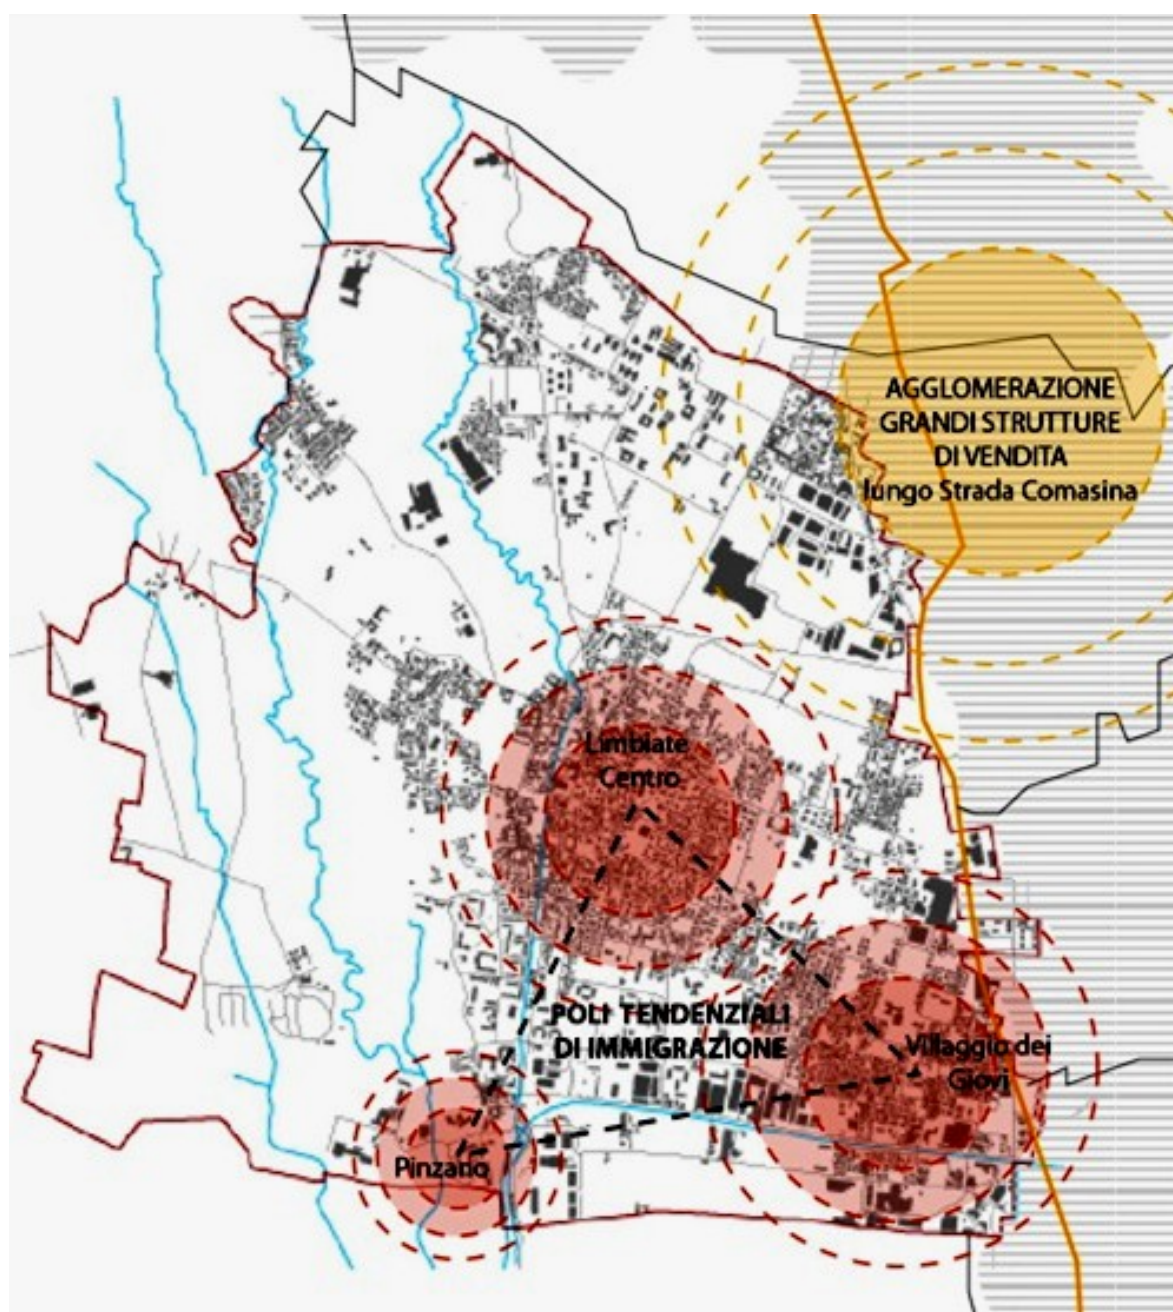 AGGLOMERAZIONE
GRANDI STRUTTURE
DI VENDITA
lungo Strada Comasina
Limbiate
Centro
POLI TENDENZIALI
DI IMMIGRAZIONE
Villaggio dei
Giovi
Pinzano